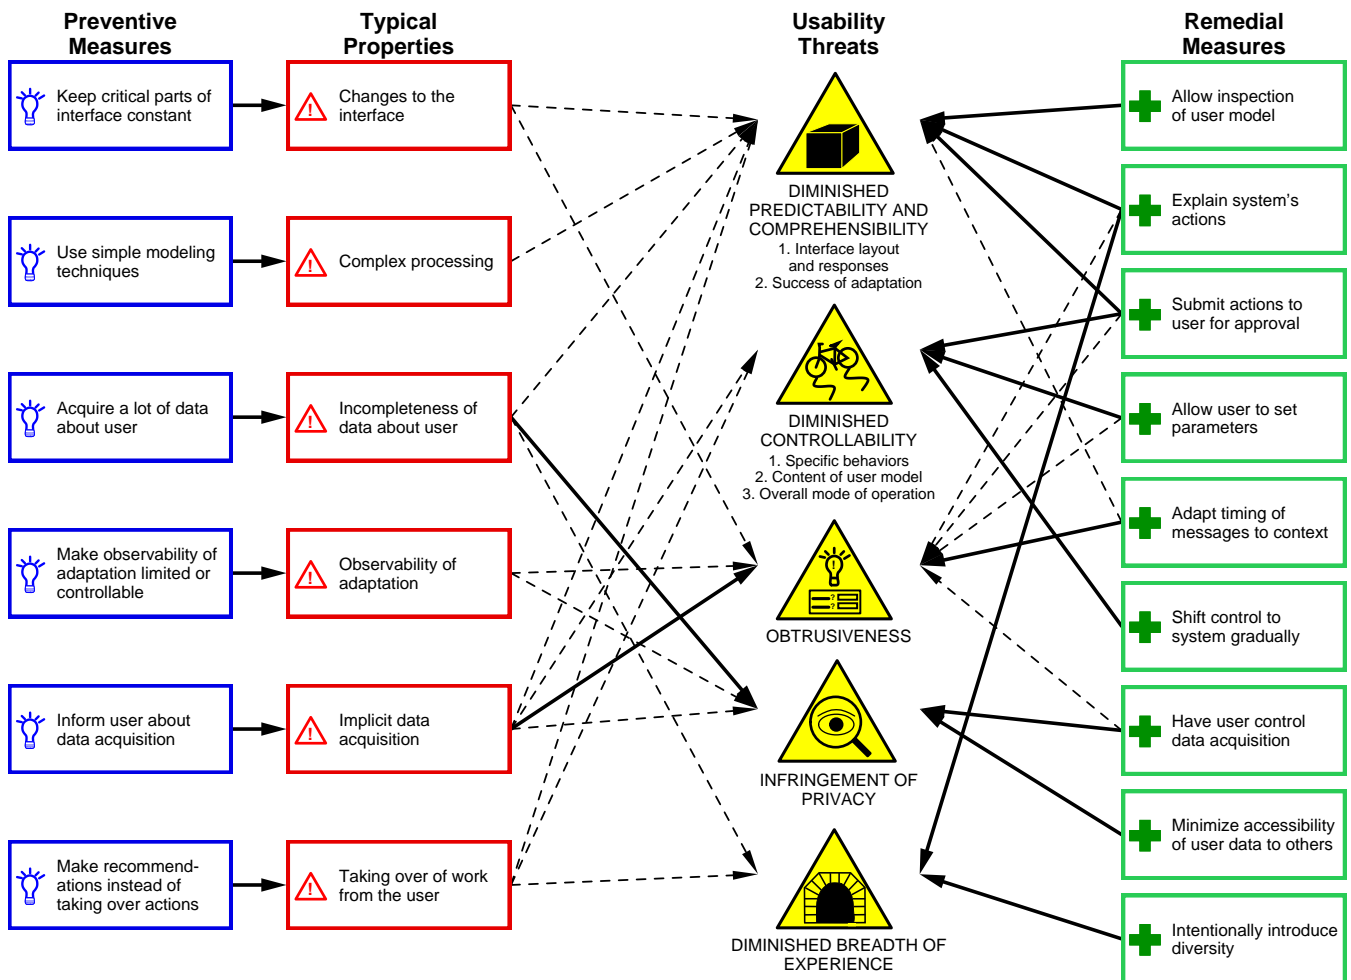 Preventive
Measures
Typical
Properties
Usability
Threats
Remedial
Measures
Keep critical parts of
interface constant
Use simple modeling
techniques
Acquire a lot of data
about user
Make observability of
adaptation limited or
controllable
Inform user about
data acquisition
Make recommend-
ations instead of
taking over actions
!
Changes to the
interface
!
Complex processing
!
Incompleteness of
data about user
!
Observability of
adaptation
!
Implicit data
acquisition
!
Taking over of work
from the user
DIMINISHED
PREDICTABILITY AND
COMPREHENSIBILITY
1. Interface layout
and responses
2. Success of adaptation
DIMINISHED
CONTROLLABILITY
1. Specific behaviors
2. Content of user model
3. Overall mode of operation
!
?
?
OBTRUSIVENESS
INFRINGEMENT OF
PRIVACY
DIMINISHED BREADTH OF
EXPERIENCE
Allow inspection
of user model
Explain system’s
actions
Submit actions to
user for approval
Allow user to set
parameters
Adapt timing of
messages to context
Shift control to
system gradually
Have user control
data acquisition
Minimize accessibility
of user data to others
Intentionally introduce
diversity